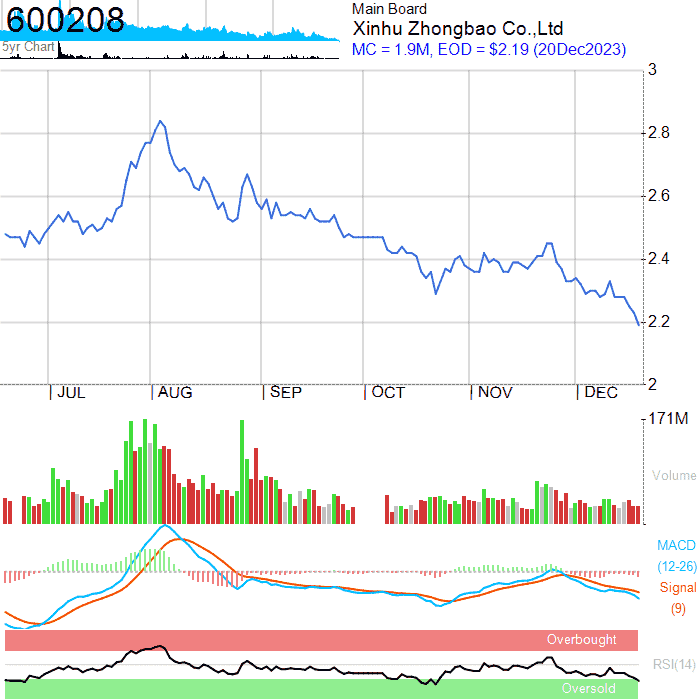 600208
5yr Chart
Main Board
Xinhu Zhongbao Co.,Ltd
MC = 1.9M, EOD = $2.19 (20Dec2023)
3
2.8
2.6
2.4
2.2
2
JUL AUG SEP OCT NOV DEC
171M
Volume
MACD
(12-26)
Signal
(9)
Overbought
RSI(14)
Oversold